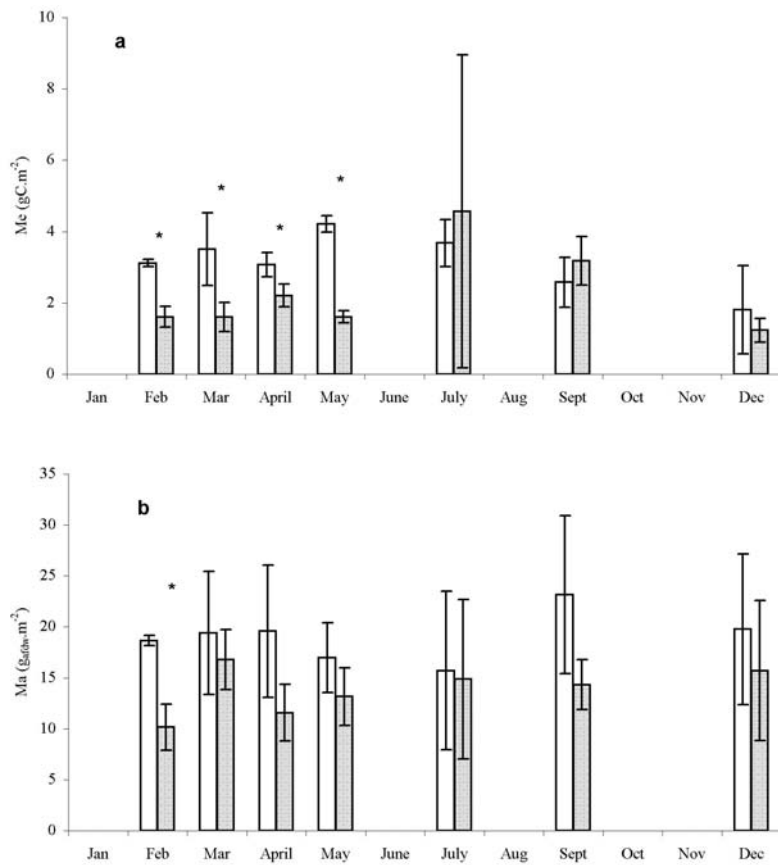 a
10
8
6
4
2
0
Me (gC.m-2)
* * * *
Jan Feb Mar April May June July Aug Sept Oct Nov Dec
b
35
30
25
20
15
10
5
0
Ma (gafdw.m-2)
*
Jan Feb Mar April May June July Aug Sept Oct Nov Dec